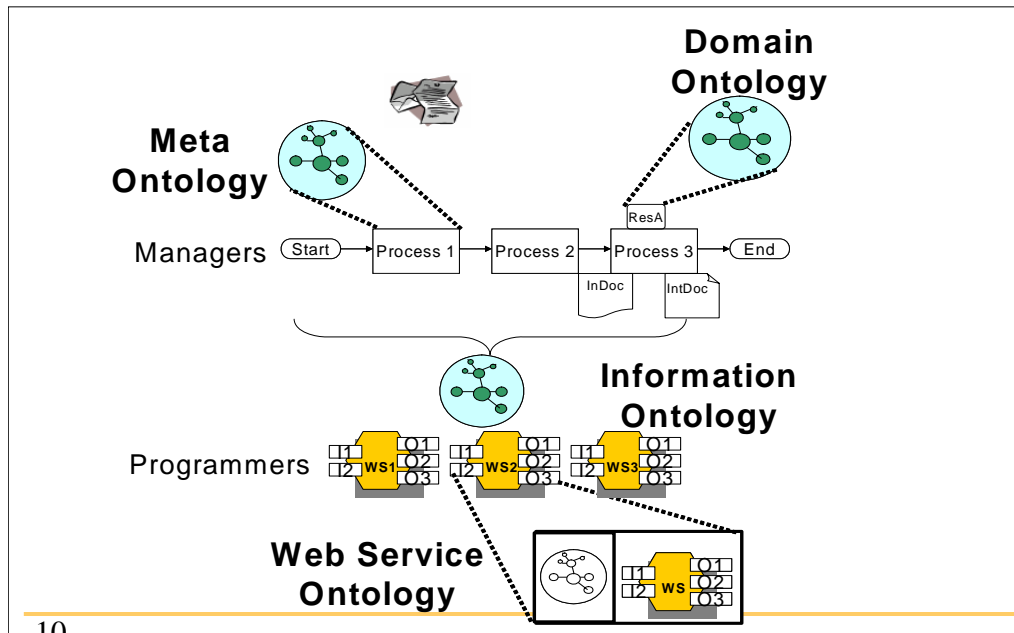 Domain
Ontology
Meta
Ontology
ResA
Managers
Start
Process 1
Process 2
Process 3
End
InDoc
IntDoc
Information
Ontology
Programmers
I1
I2
WS1
O1
O2
O3
I1
I2
WS2
O1
O2
O3
I1
I2
WS3
O1
O2
O3
Web Service
Ontology
I1
I2
WS
O1
O2
O3
10